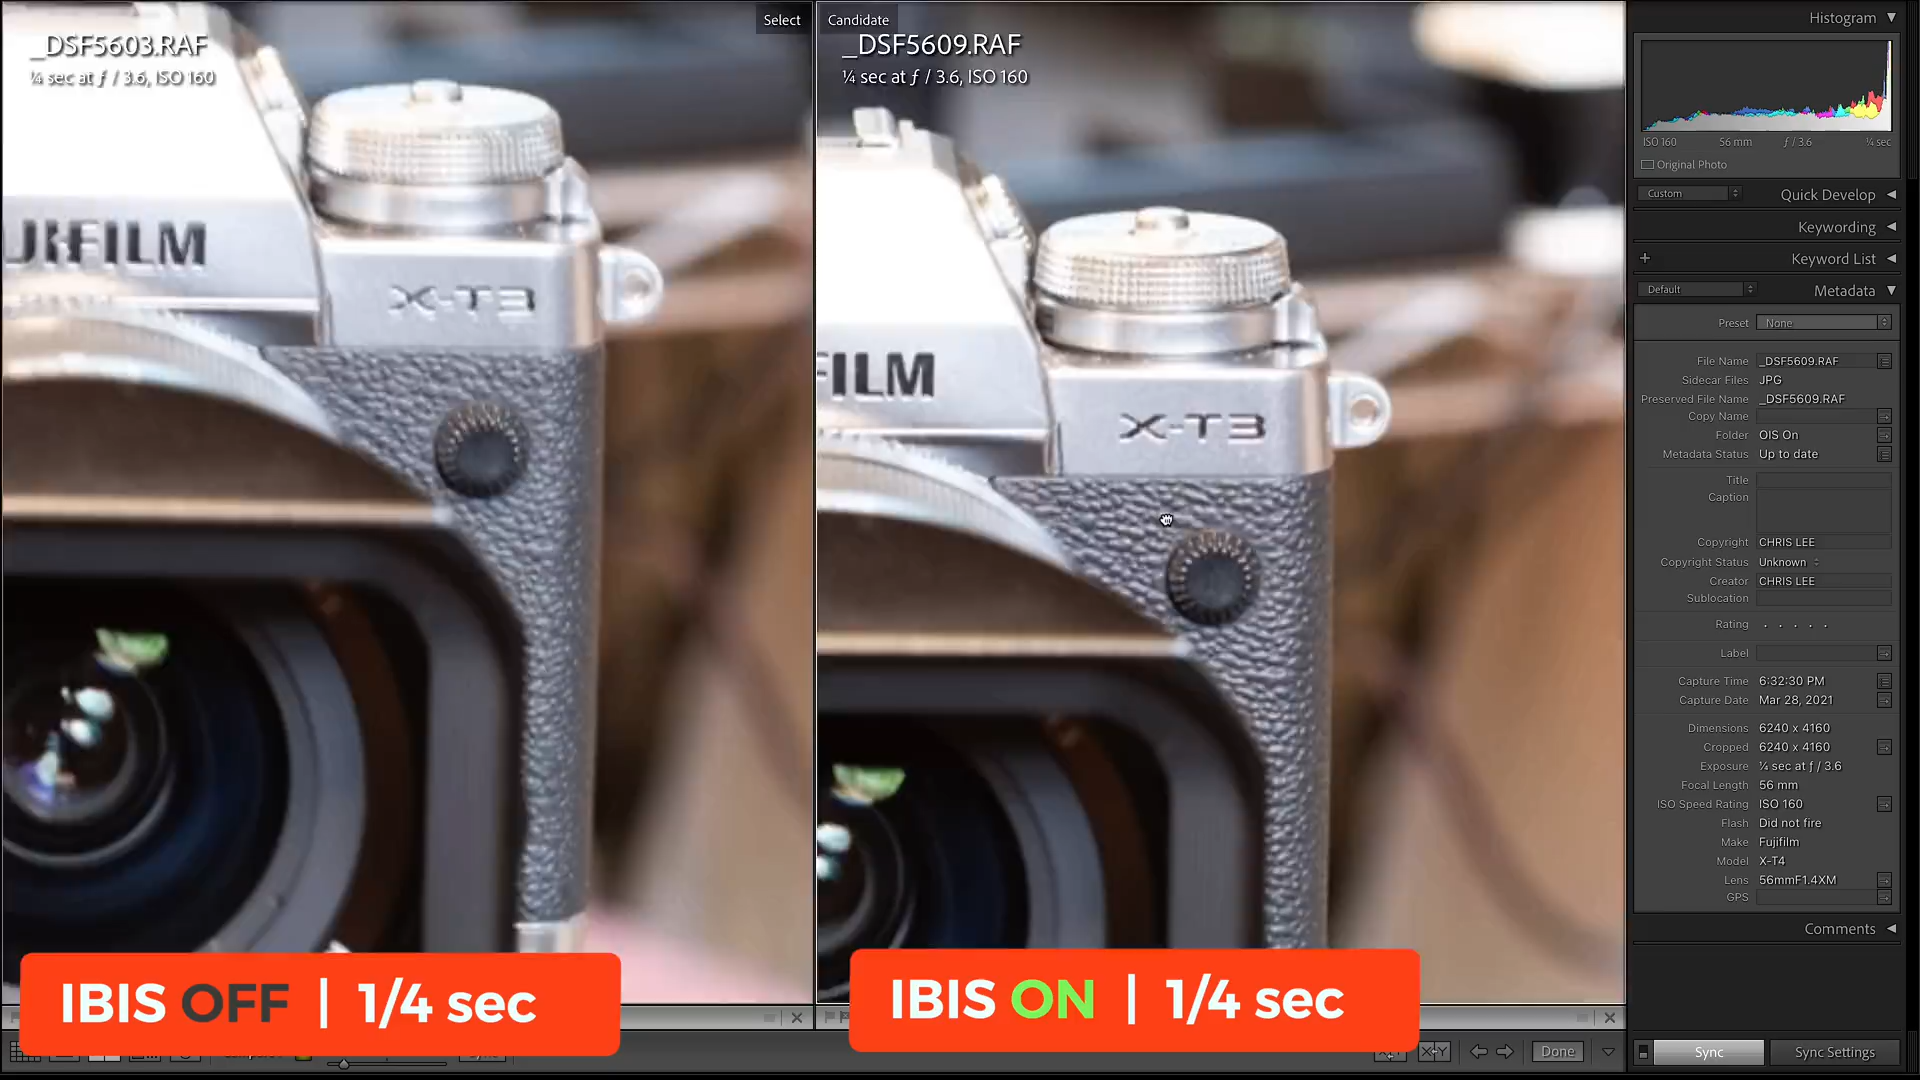 Select
_DSF5603.RAF
¼ sec at ƒ / 3.6, ISO 160
JIFILM
X-T3
IBIS OFF | 1/4 sec
Candidate
_DSF5609.RAF
¼ sec at ƒ / 3.6, ISO 160
FILM
X-T3
IBIS ON | 1/4 sec
Done
Histogram
ISO 160 56 mm ƒ / 3.6 ¼ sec
Original Photo
Custom Quick Develop
Keywording
+ Keyword List
Default Metadata
Preset None
File Name _DSF5609.RAF
Sidecar Files JPG
Preserved File Name _DSF5609.RAF
Copy Name
Folder OIS On
Metadata Status Up to date
Title
Caption
Copyright CHRIS LEE
Copyright Status Unknown
Creator CHRIS LEE
Sublocation
Rating . . . . .
Label
Capture Time 6:32:30 PM
Capture Date Mar 28, 2021
Dimensions 6240 x 4160
Cropped 6240 x 4160
Exposure ¼ sec at ƒ / 3.6
Focal Length 56 mm
ISO Speed Rating ISO 160
Flash Did not fire
Make Fujifilm
Model X-T4
Lens 56mmF1.4XM
GPS
Comments
Sync Sync Settings